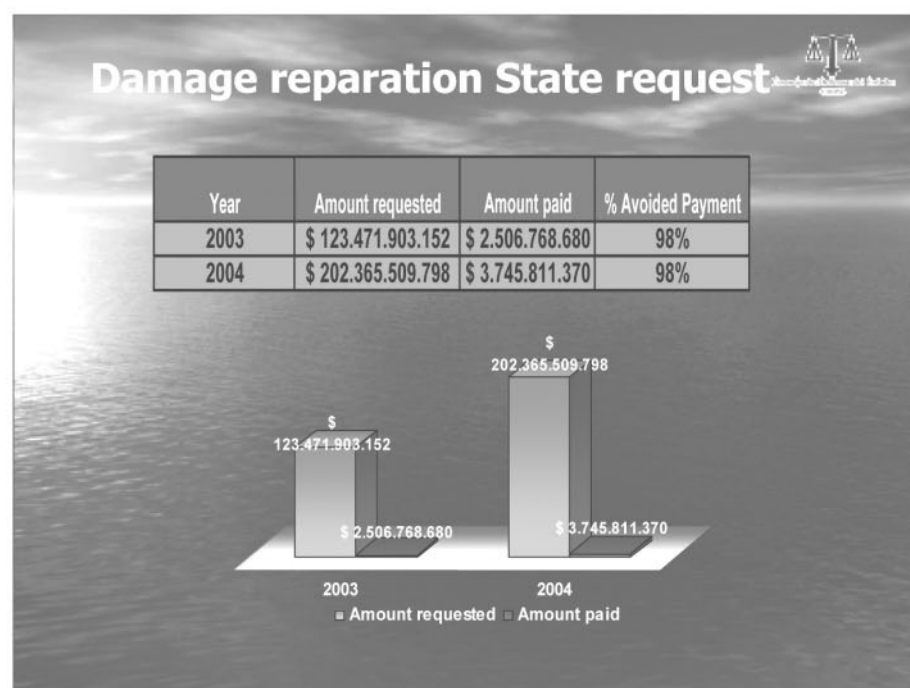 Damage reparation State request
Year Amount requested Amount paid % Avoided Payment
2003 $ 123.471.903.152 $ 2.506.768.680 98%
2004 $ 202.365.509.798 $ 3.745.811.370 98%
$
202.365.509.798
$
123.471.903.152
$ 2.506.768.680
$ 3.745.811.370
2003 2004
Amount requested Amount paid